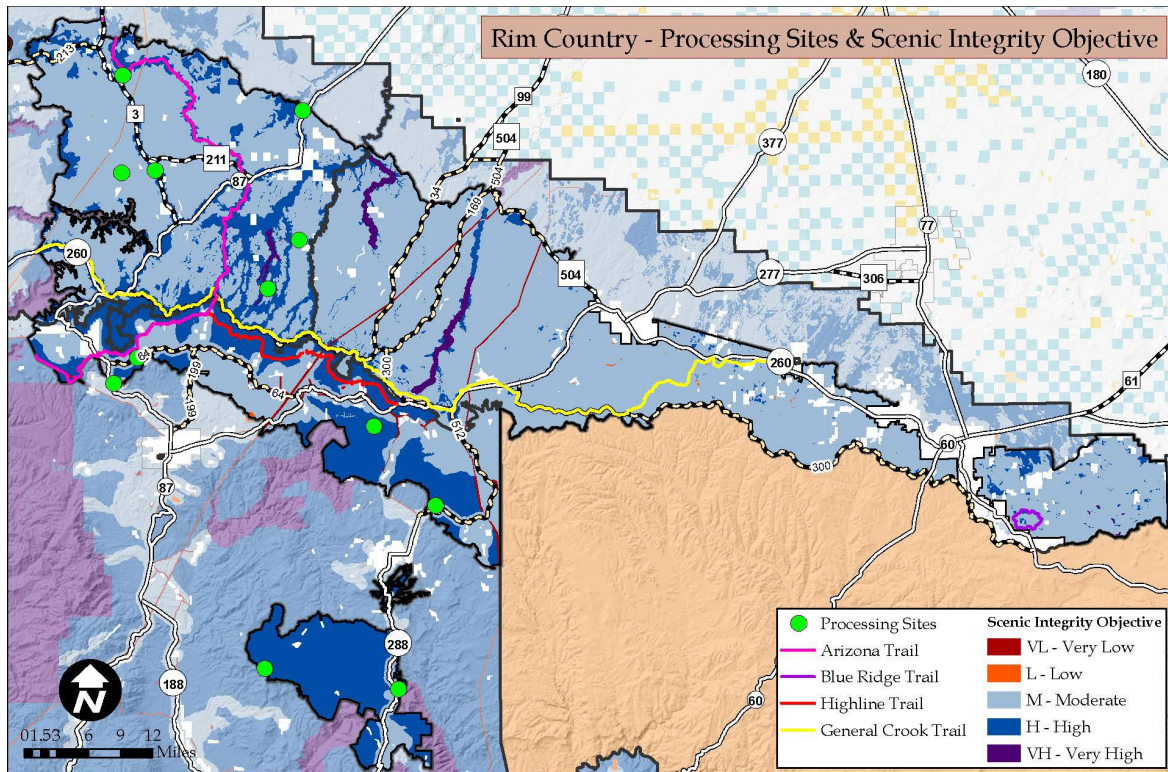 Rim Country - Processing Sites & Scenic Integrity Objective
213
99
180
3
504
377
211
87
34
504
169
77
260
504
277
306
300
64
199
64
260
61
199
512
60
300
87
288
188
60
N
01.53 6 9 12
Miles
Processing Sites
Arizona Trail
Blue Ridge Trail
Highline Trail
General Crook Trail
Scenic Integrity Objective
VL - Very Low
L - Low
M - Moderate
H - High
VH - Very High